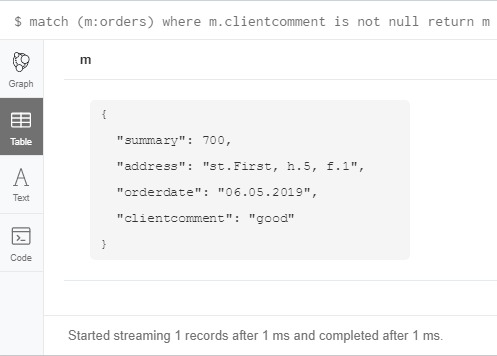 $ match (m:orders) where m.clientcomment is not null return m
m
Graph
Table
Text
Code
{
"summary": 700,
"address": "st.First, h.5, f.1",
"orderdate": "06.05.2019",
"clientcomment": "good"
}
Started streaming 1 records after 1 ms and completed after 1 ms.